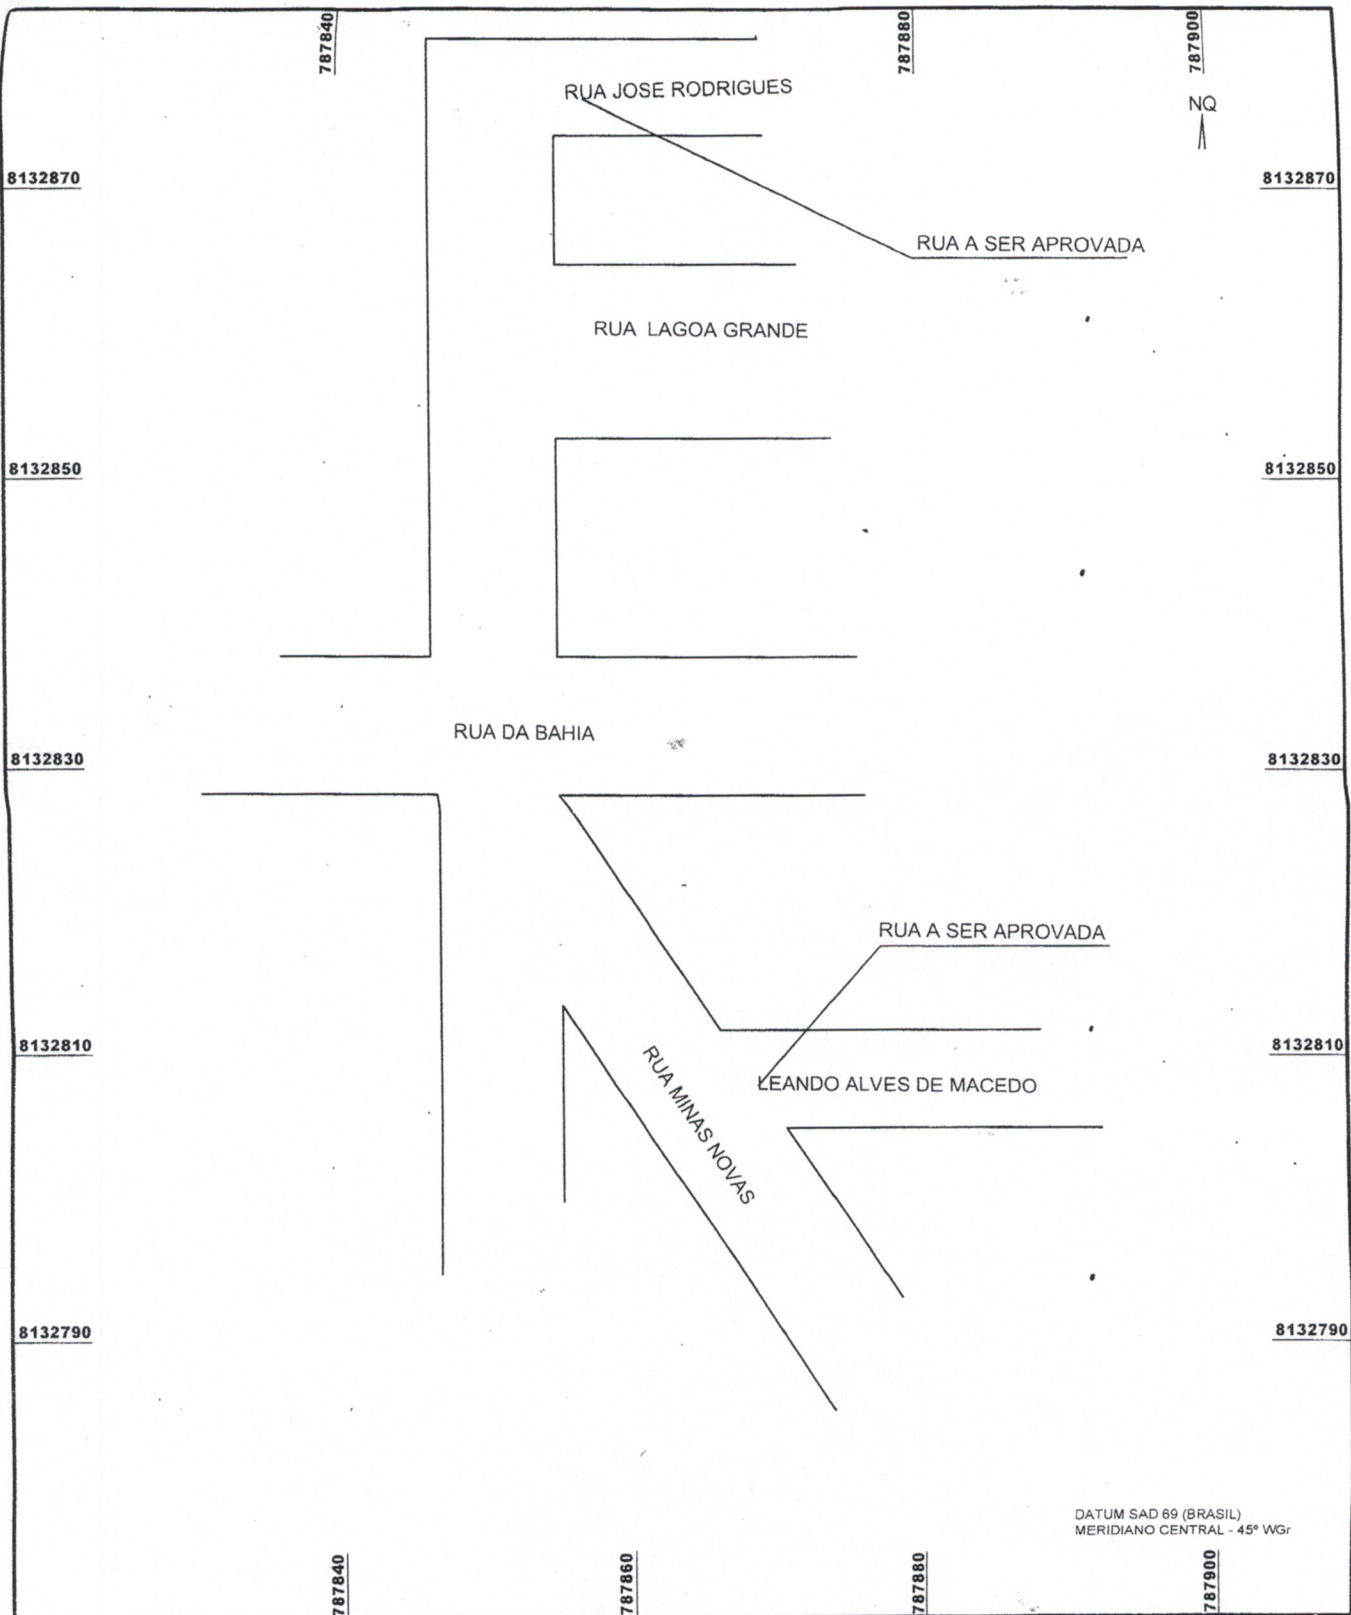 787840
787880
787900
RUA JOSE RODRIGUES
NQ
8132870
8132870
RUA A SER APROVADA
RUA LAGOA GRANDE
8132850
8132850
RUA DA BAHIA
8132830
8132830
RUA A SER APROVADA
8132810
8132810
RUA MINAS NOVAS
LEANDO ALVES DE MACEDO
8132790
8132790
DATUM SAD 69 (BRASIL)
MERIDIANO CENTRAL - 45º WGr
787840
787860
787880
787900